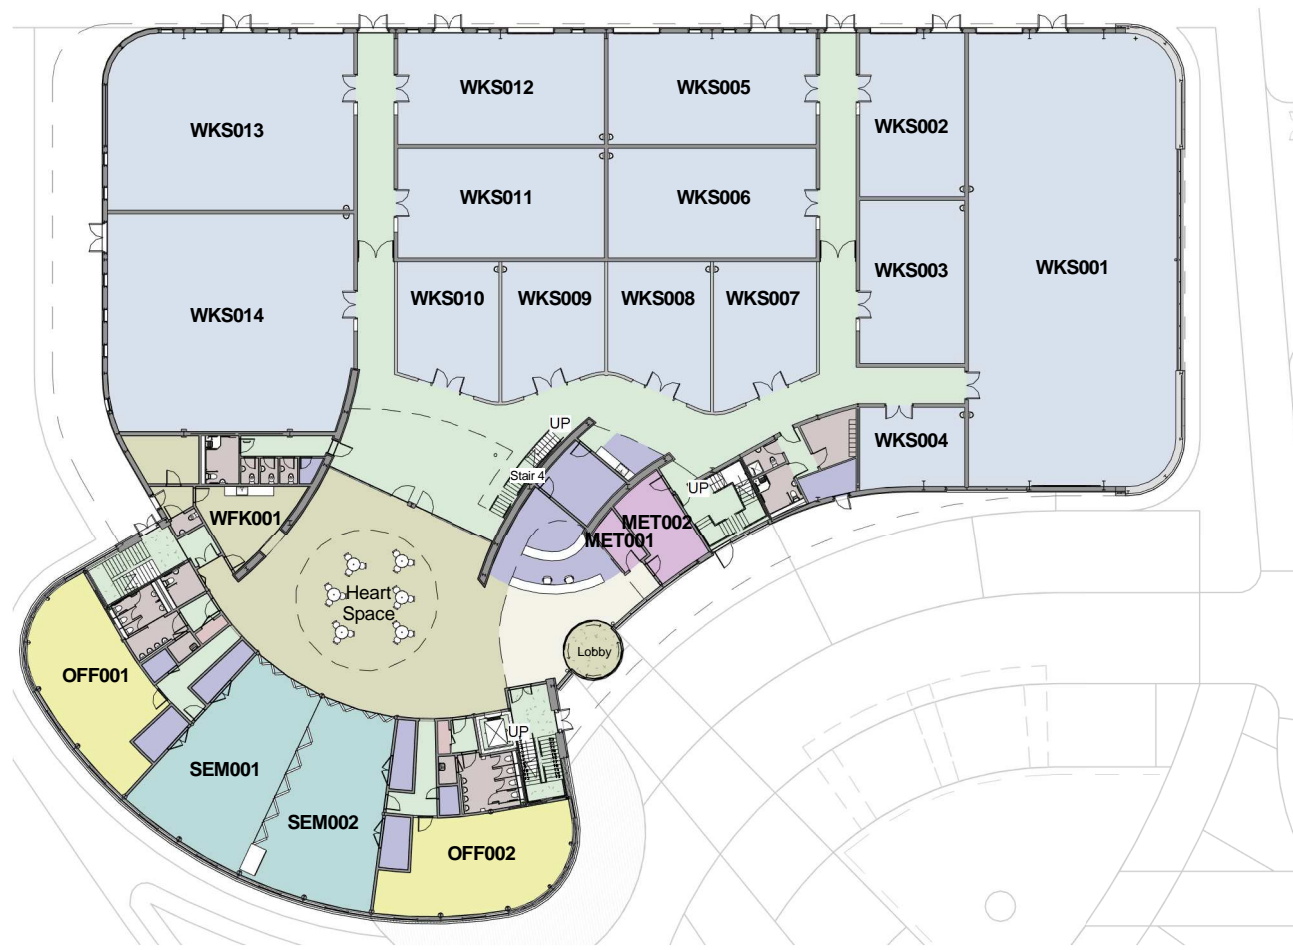 WKS012
WKS005
WKS013
WKS002
WKS011
WKS006
WKS003
WKS001
WKS010
WKS009
WKS008
WKS007
WKS014
UP
WKS004
Stair 4
UP
WFK001
MET002
MET001
Heart
Space
Lobby
OFF001
UP
SEM001
SEM002
OFF002